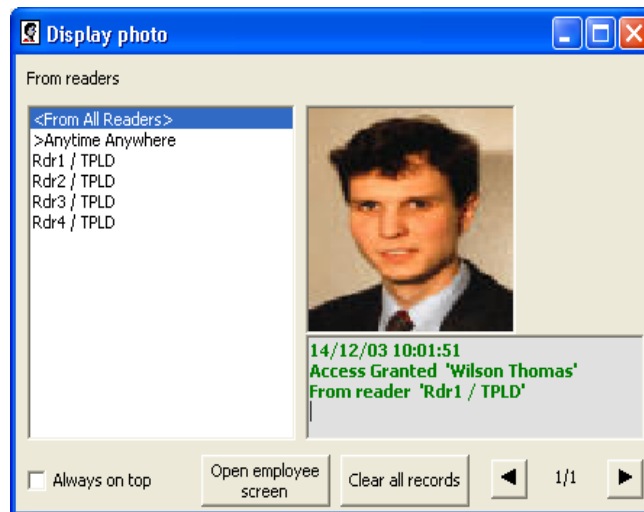 Display photo
From readers
<From All Readers>
>Anytime Anywhere
Rdr1 / TPLD
Rdr2 / TPLD
Rdr3 / TPLD
Rdr4 / TPLD
14/12/03 10:01:51
Access Granted 'Wilson Thomas'
From reader 'Rdr1 / TPLD'
Always on top
Open employee
screen
Clear all records
1/1